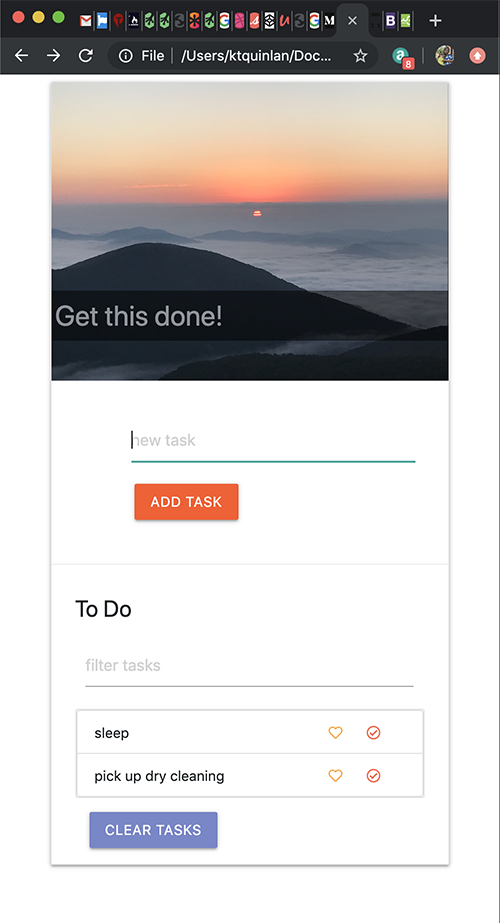 File /Users/ktquinlan/Doc...
8
Get this done!
new task
ADD TASK
To Do
filter tasks
sleep
pick up dry cleaning
CLEAR TASKS